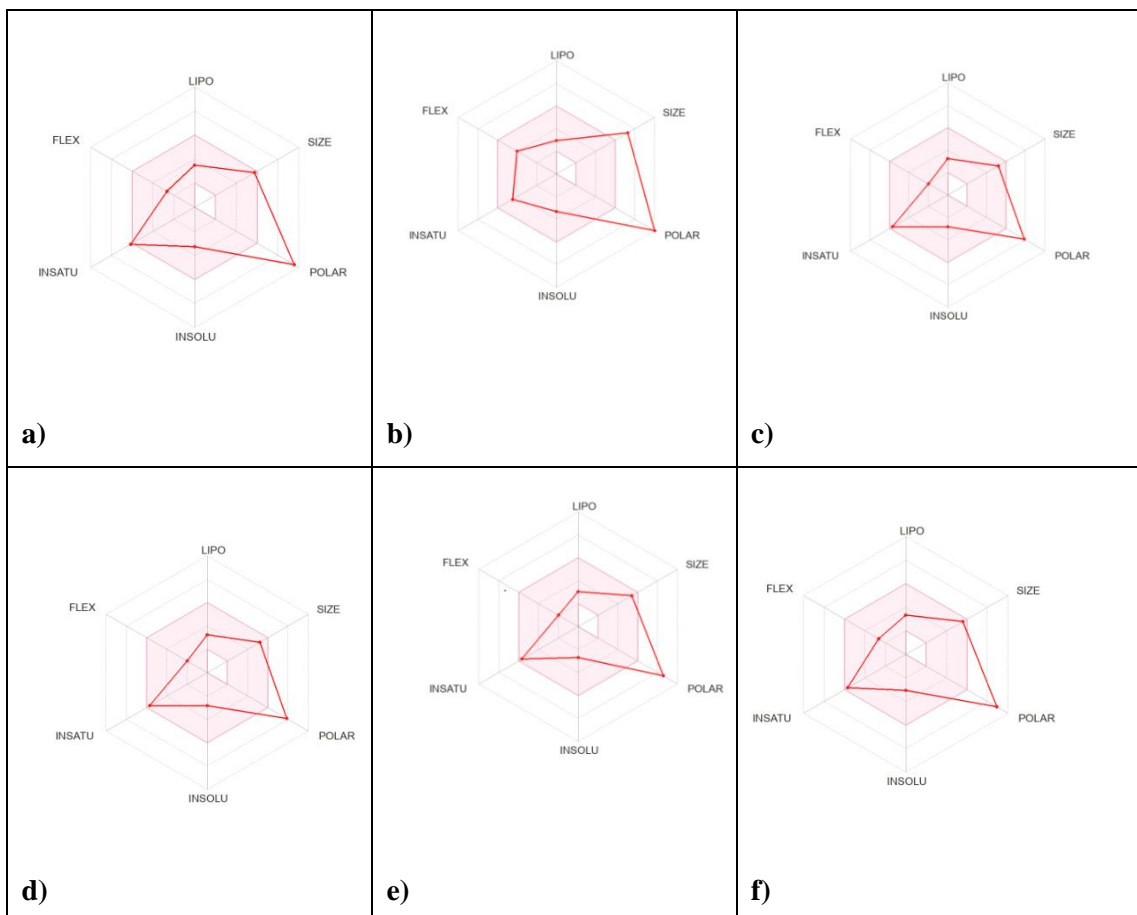 LIPO
FLEX
SIZE
INSATU
POLAR
INSOLU
a)
LIPO
FLEX
SIZE
INSATU
POLAR
INSOLU
b)
LIPO
FLEX
SIZE
INSATU
POLAR
INSOLU
c)
LIPO
FLEX
SIZE
INSATU
POLAR
INSOLU
d)
LIPO
FLEX
SIZE
INSATU
POLAR
INSOLU
e)
LIPO
FLEX
SIZE
INSATU
POLAR
INSOLU
f)